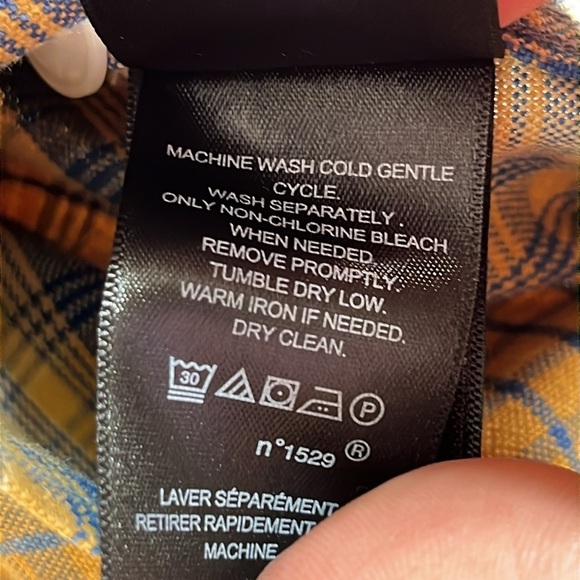 MACHINE WASH COLD GENTLE
CYCLE.
WASH SEPARATELY.
ONLY NON-CHLORINE BLEACH
WHEN NEEDED.
REMOVE PROMPTLY.
TUMBLE DRY LOW.
WARM IRON IF NEEDED.
DRY CLEAN.
30 P
n°1529 ®
LAVER SÉPARÉMENT
RETIRER RAPIDEMENT
MACHINE